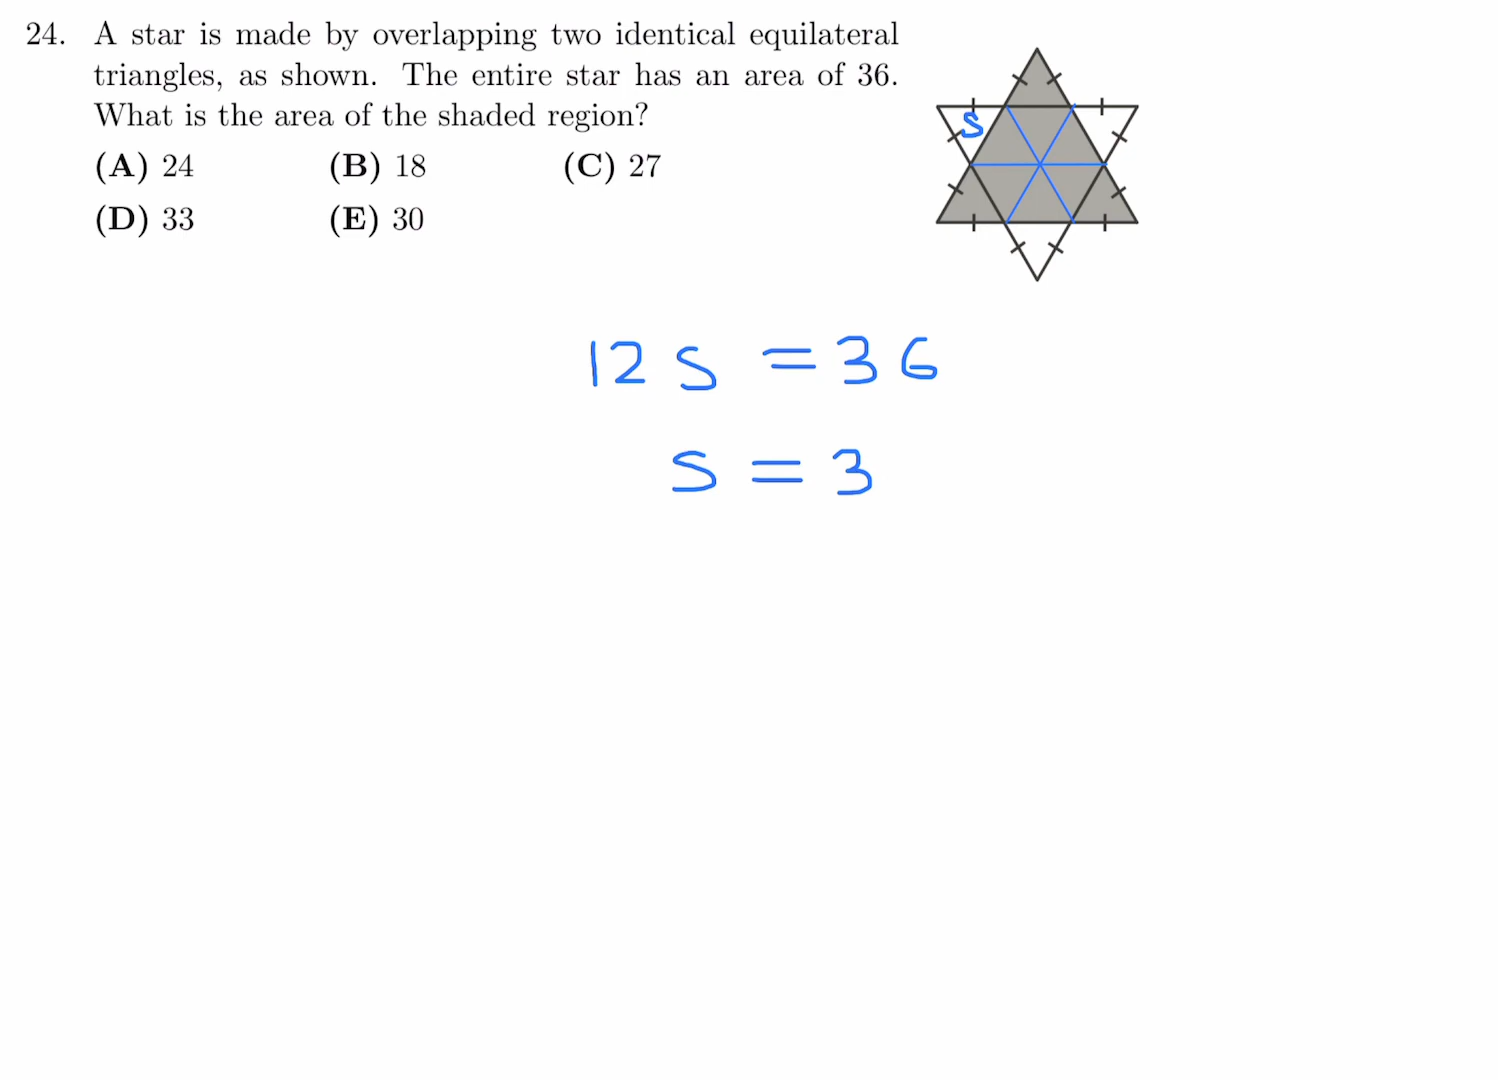 24. A star is made by overlapping two identical equilateral
triangles, as shown. The entire star has an area of 36.
What is the area of the shaded region?
(A) 24 (B) 18 (C) 27
(D) 33 (E) 30
S
12 S = 36
S = 3